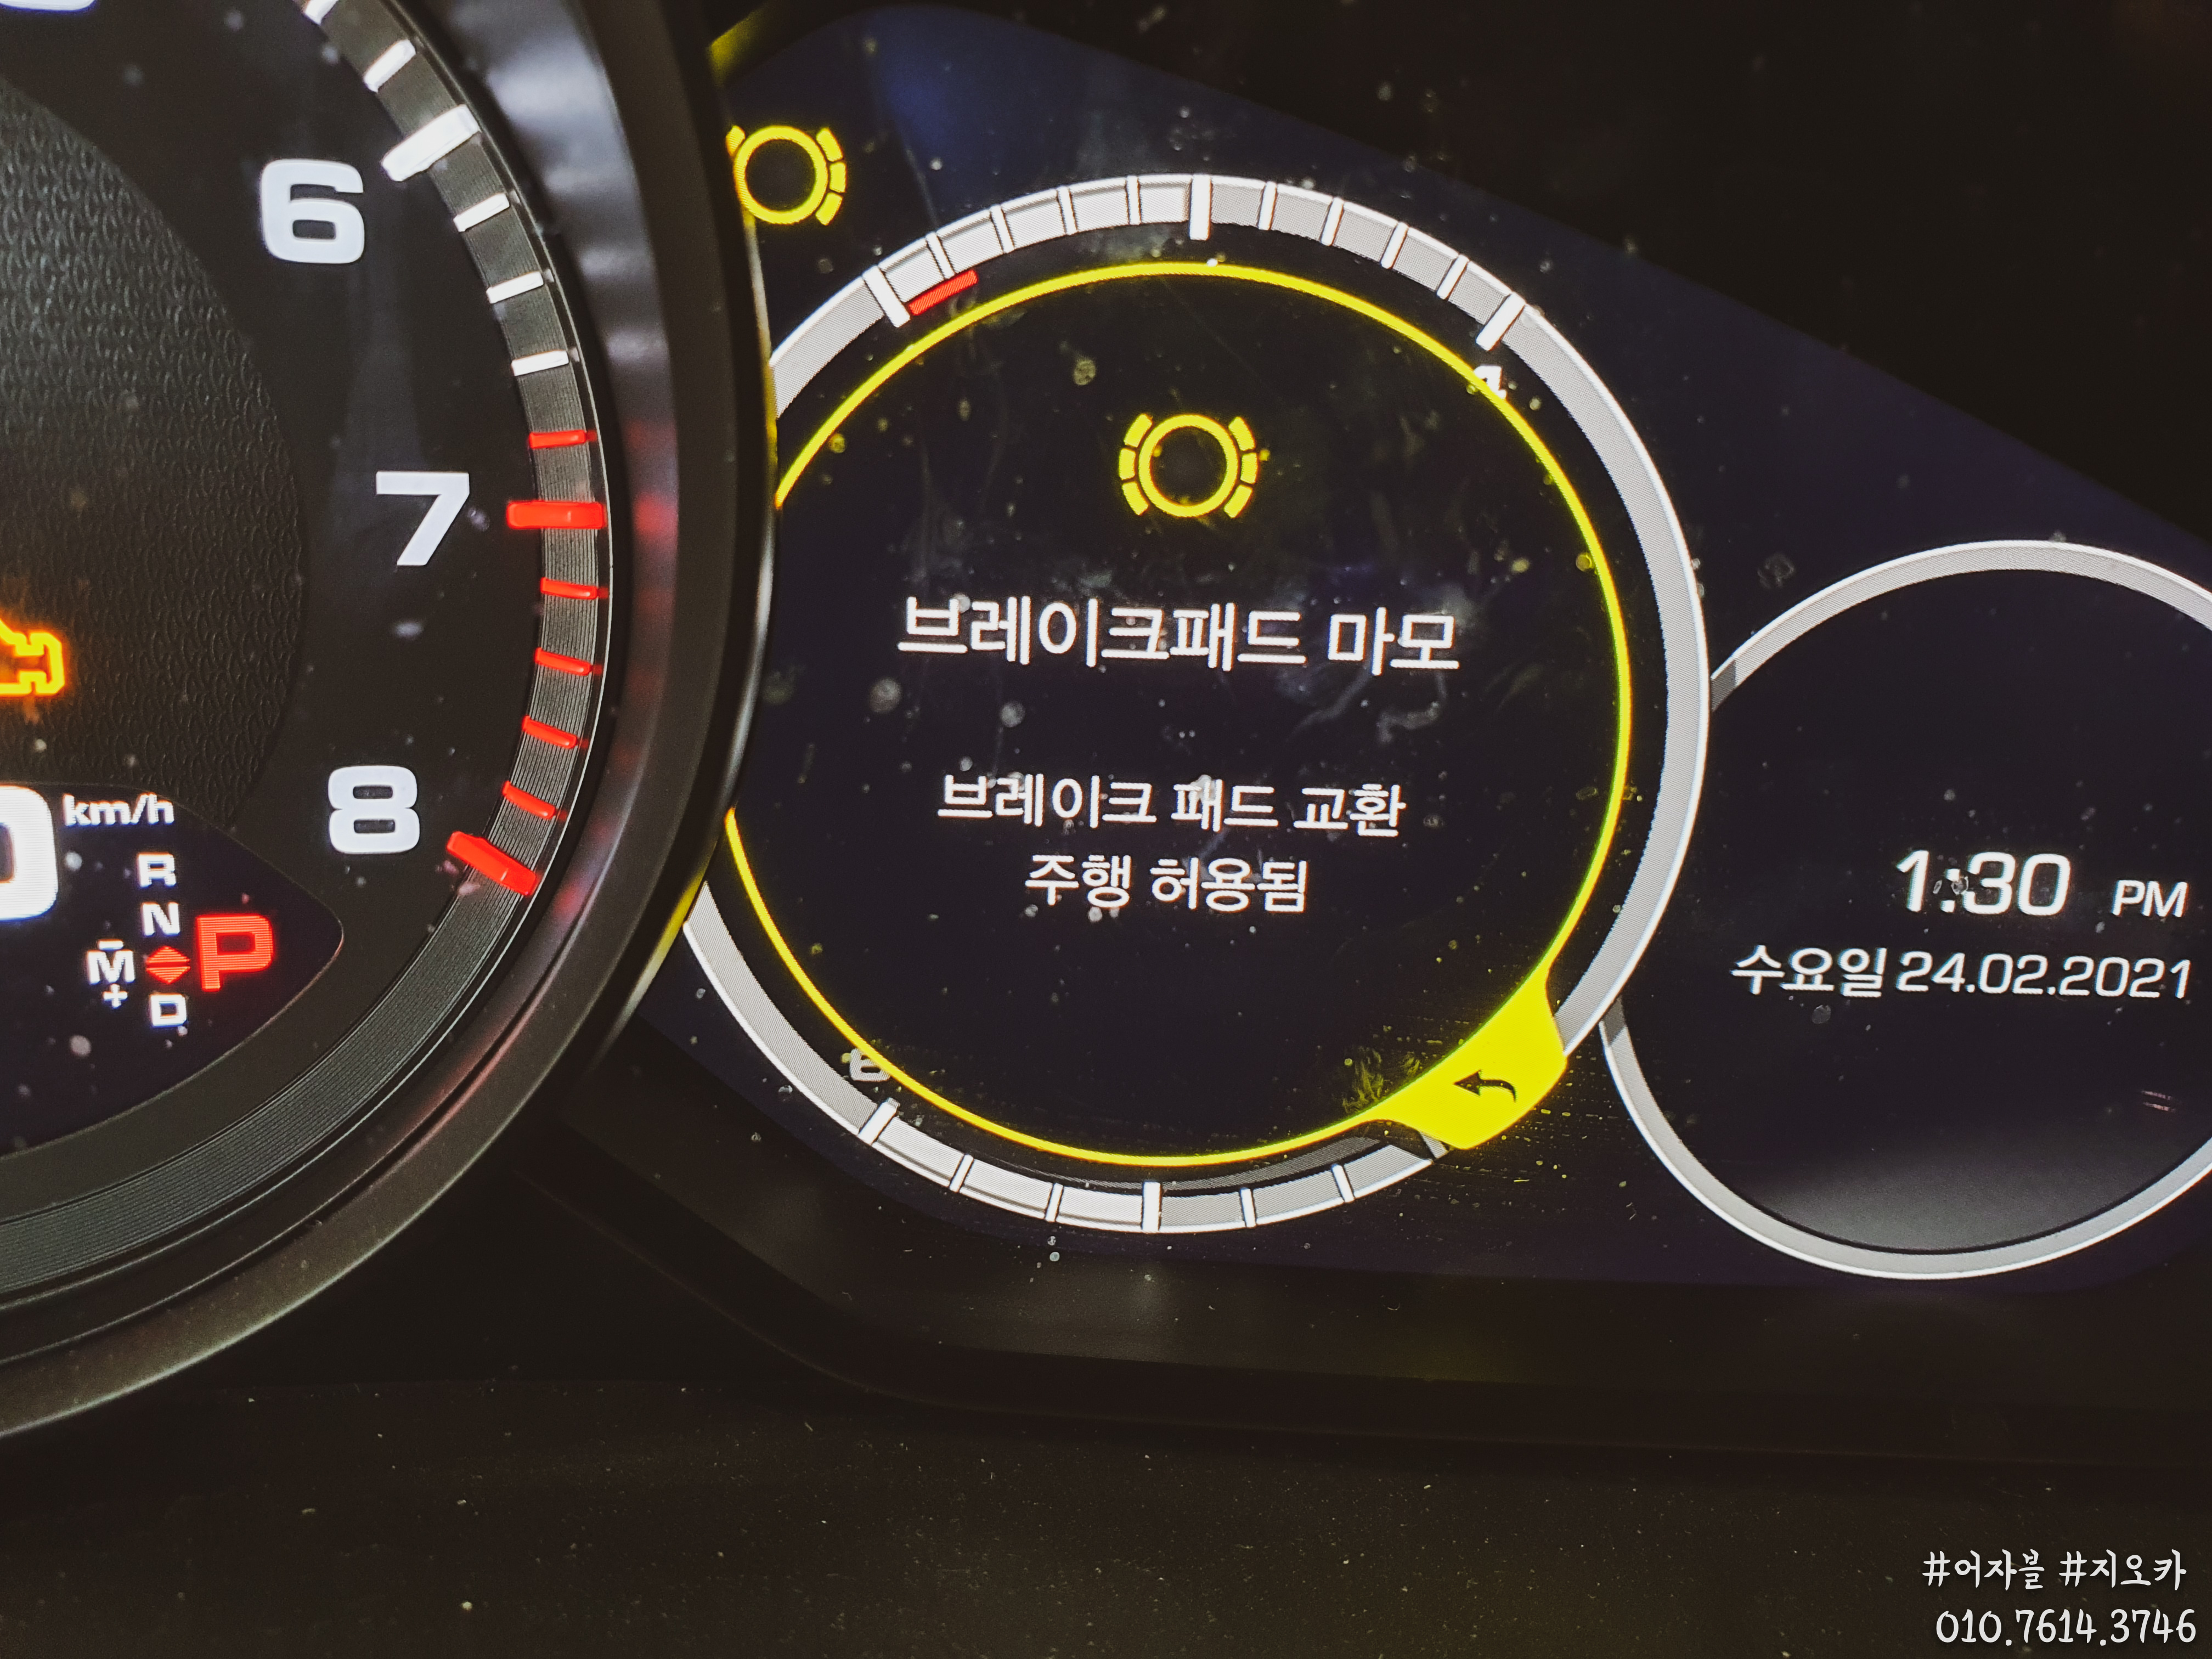 6
7
8
km/h
R
N
M
P
+
D
브레이크패드 마모
브레이크 패드 교환
주행 허용됨
1:30 PM
수요일 24.02.2021
#어자블 #지오카
010.7614.3746